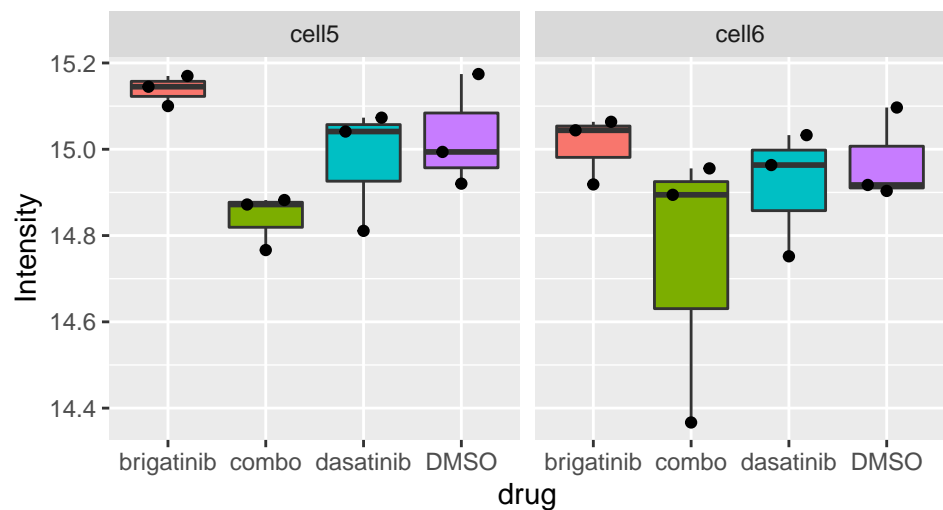 cell5 cell6
15.2
15.0
14.8
14.6
14.4
Intensity
brigatinib combo dasatinib DMSO brigatinib combo dasatinib DMSO
drug